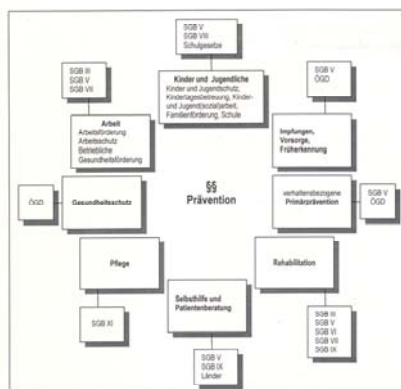 SGB V
SGB VIII
Schulgesetze
Kinder und Jugendliche
Kinder und Jugendschutz,
Kindertagesbetreuung, Kinder-
und Jugend(sozial)arbeit,
Familienförderung, Schule
SGB III
SGB V
SGB VII
Arbeit
Arbeitsförderung
Arbeitsschutz
Betriebliche
Gesundheitsförderung
SGB V
ÖGD
Impfungen,
Vorsorge,
Früherkennung
§§
Prävention
ÖGD
Gesundheitsschutz
verhaltensbezogene
Primärprävention
SGB V
ÖGD
Pflege
SGB XI
Selbsthilfe und
Patientenberatung
SGB V
SGB IX
Länder
Rehabilitation
SGB III
SGB V
SGB VI
SGB VII
SGB IX